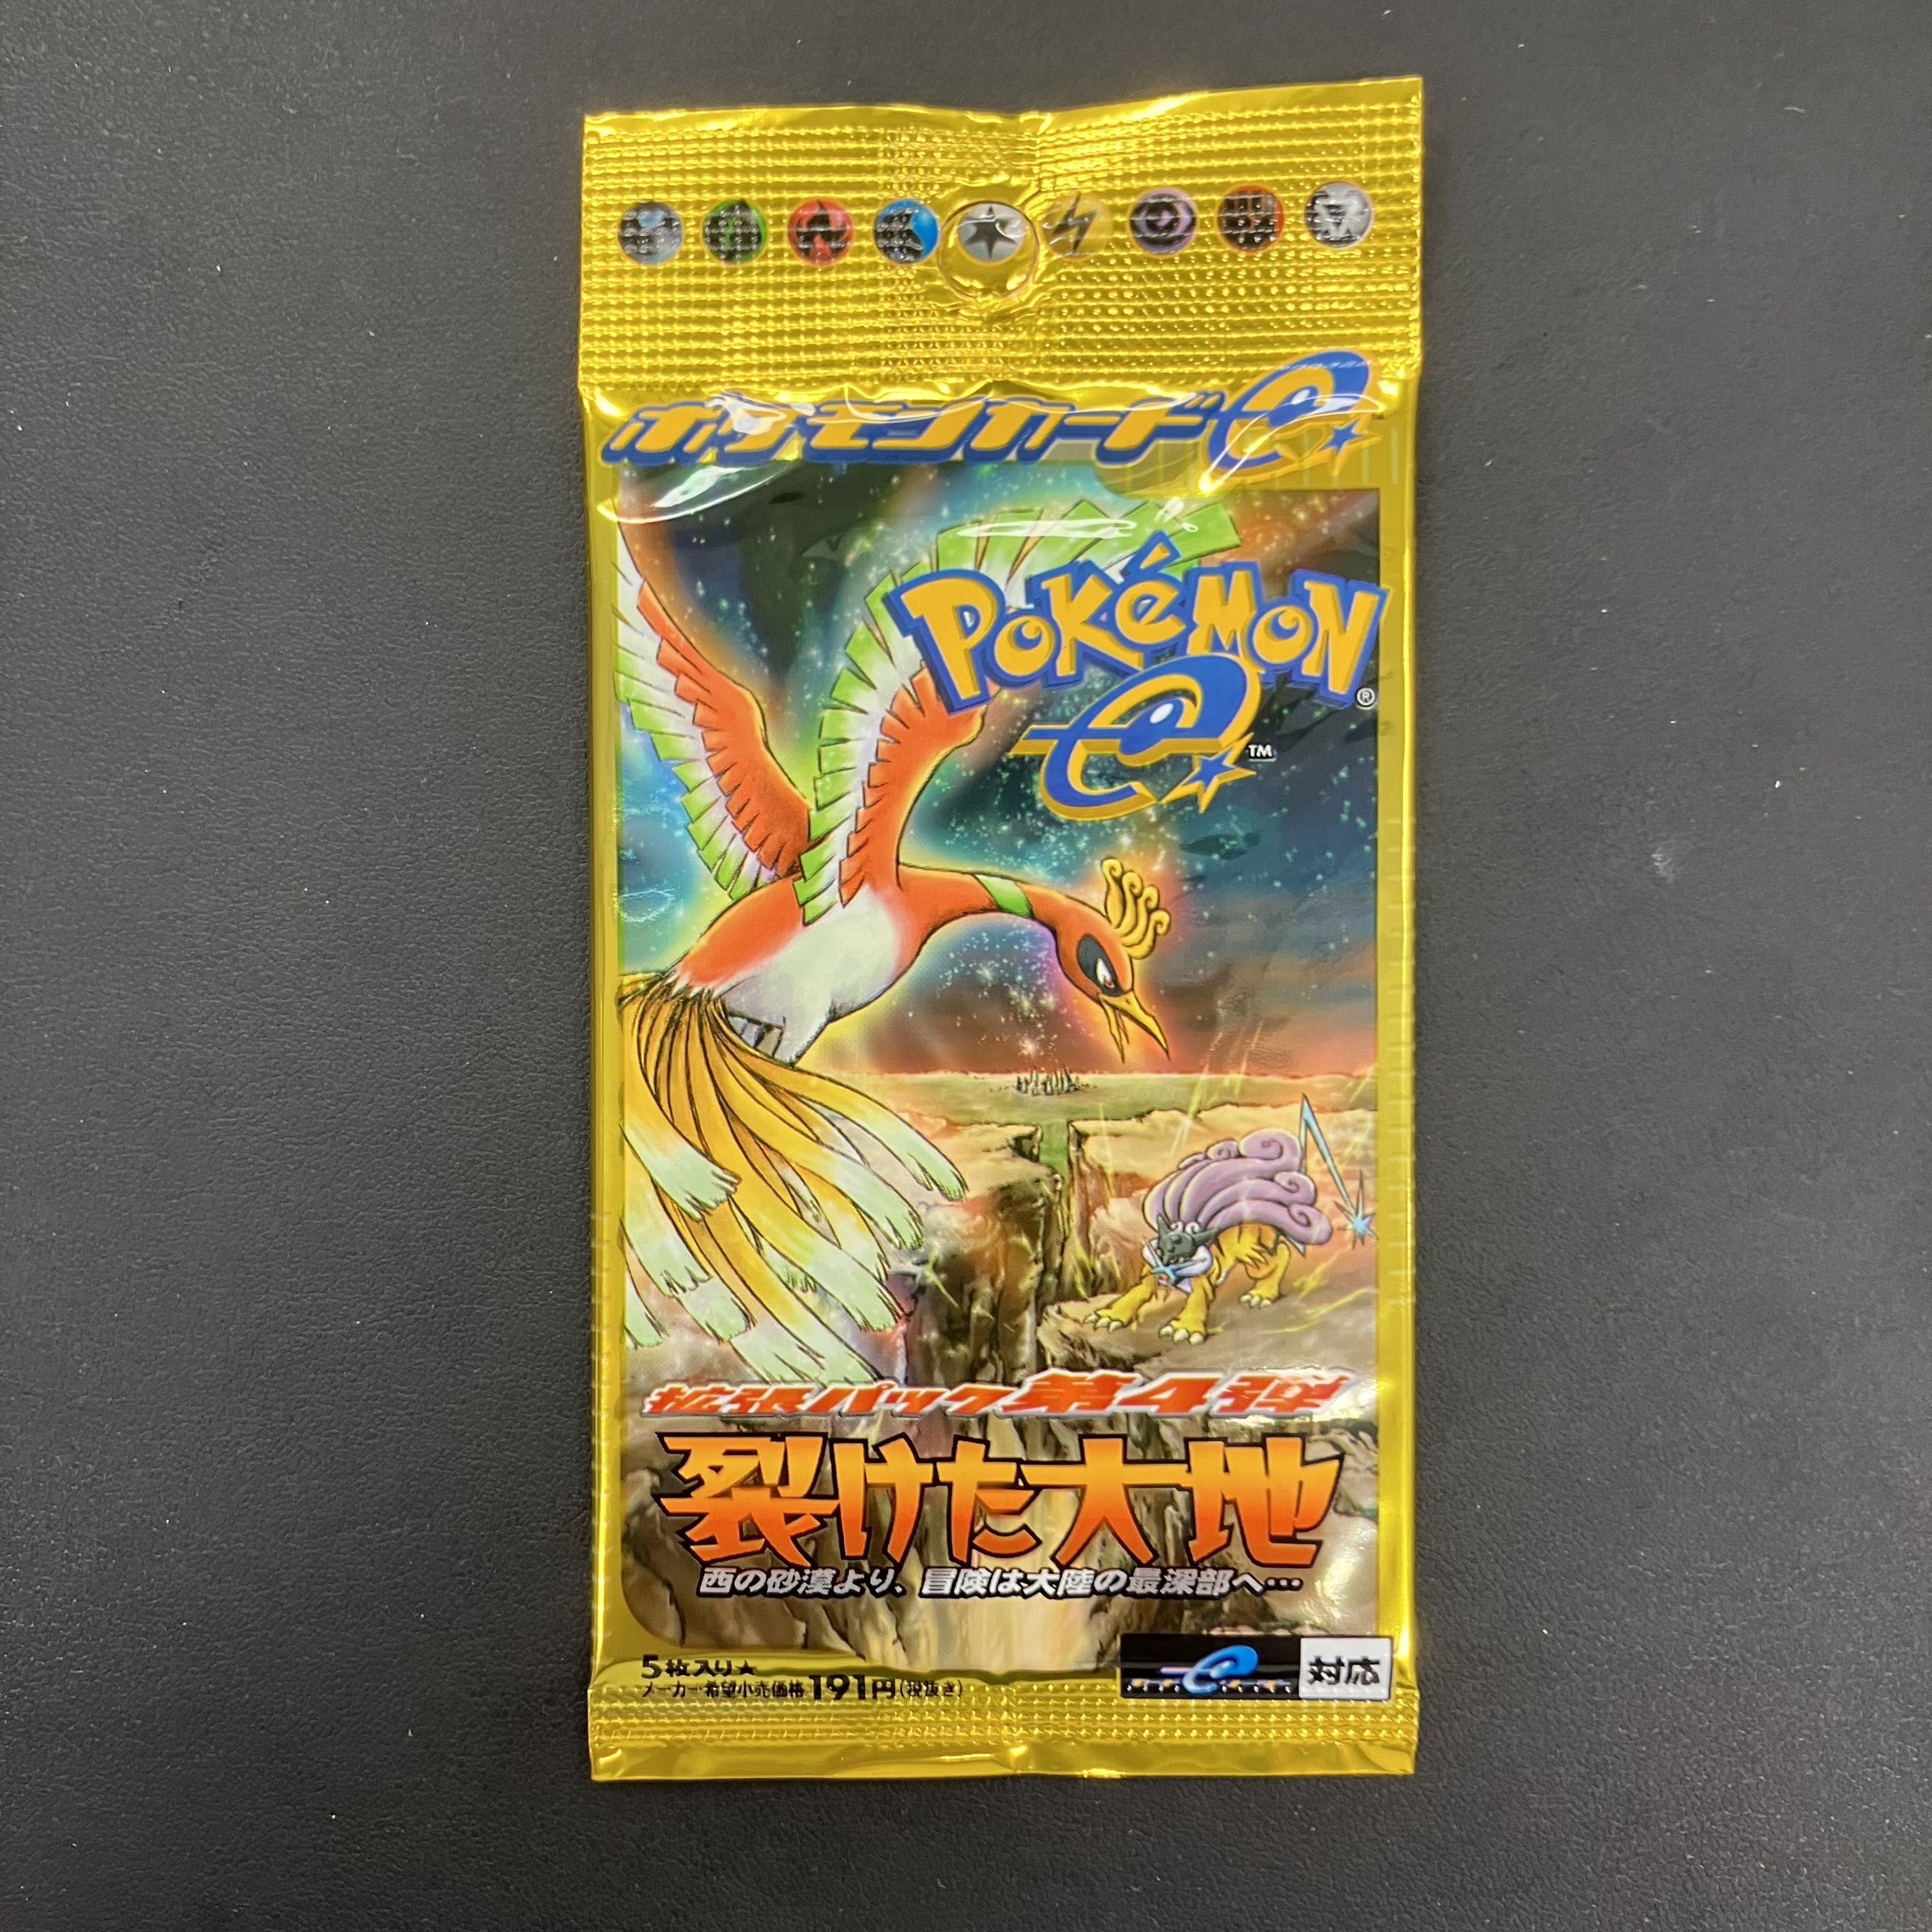 ポケモンカードe
POKéMON
e
®
TM
拡張パック第4弾
裂けた大地
西の砂漠より、冒険は大陸の最深部へ…
5枚入り★
メーカー希望小売価格191円(税抜き)
対応